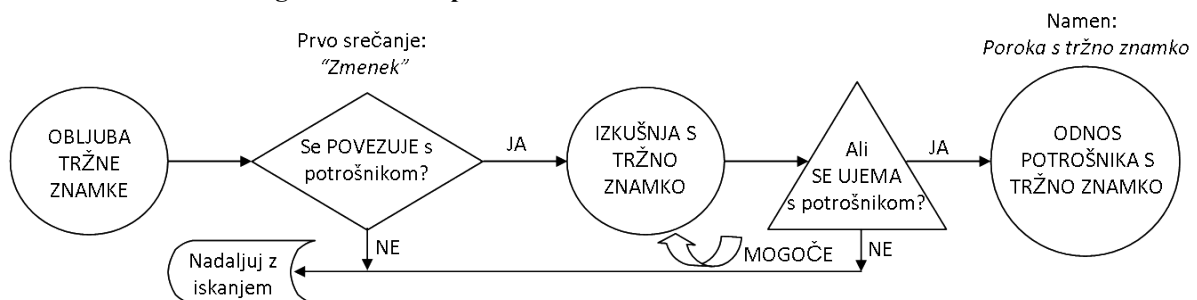 Prvo srečanje:
“Zmenek”
Namen:
Poroka s tržno znamko
OBLJUBA
TRŽNE
ZNAMKE
Se POVEZUJE s
potrošnikom?
JA
IZKUŠNJA S
TRŽNO
ZNAMKO
Ali
SE UJEMA
s potrošnikom?
JA
ODNOS
POTROŠNIKA S
TRŽNO ZNAMKO
NE
MOGOČE
NE
Nadaljuj z
iskanjem